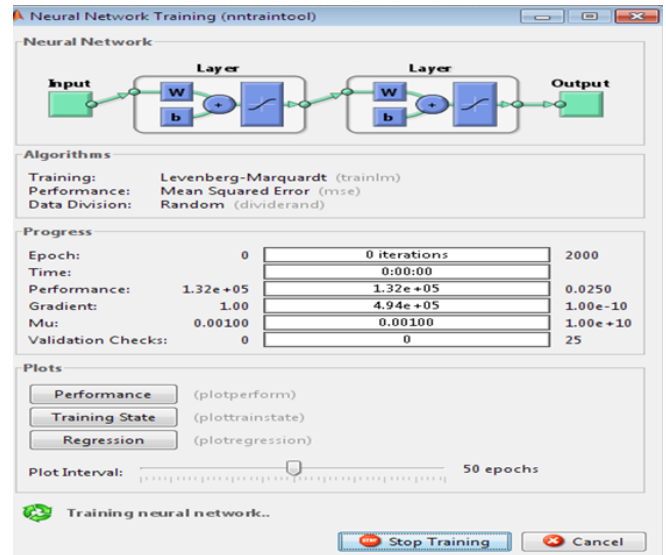 Neural Network Training (nntraintool)
Neural Network
Layer Layer
Input Output
W W
b b
+ +
Algorithms
Training: Levenberg-Marquardt (trainlm)
Performance: Mean Squared Error (mse)
Data Division: Random (dividerand)
Progress
Epoch: 0 0 iterations 2000
Time: 0:00:00
Performance: 1.32e+05 1.32e+05 0.0250
Gradient: 1.00 4.94e+05 1.00e-10
Mu: 0.00100 0.00100 1.00e+10
Validation Checks: 0 0 25
Plots
Performance (plotperform)
Training State (plottrainstate)
Regression (plotregression)
Plot Interval: 50 epochs
Training neural network..
Stop Training Cancel